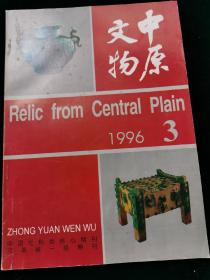 中原
文物
Relic from Central Plain
1996 3
ZHONG YUAN WEN WU